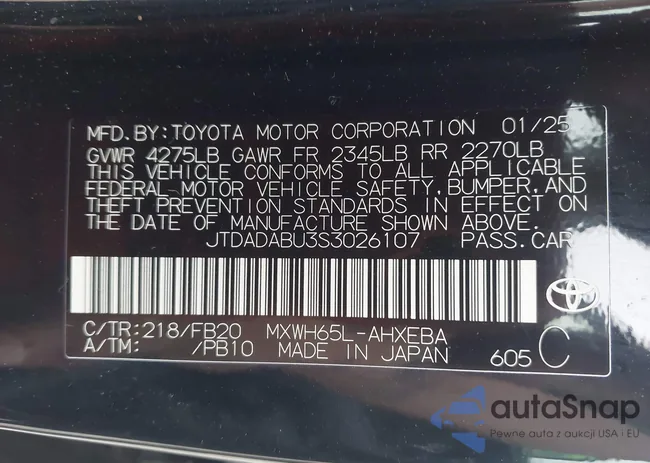 MFD.BY:TOYOTA MOTOR CORPORATION 01/25
GVWR 4275LB GAWR FR 2345LB RR 2270LB
THIS VEHICLE CONFORMS TO ALL APPLICABLE
FEDERAL MOTOR VEHICLE SAFETY, BUMPER, AND
THEFT PREVENTION STANDARDS IN EFFECT ON
THE DATE OF MANUFACTURE SHOWN ABOVE.
JTDADABU3S3026107 PASS.CAR
C/TR:218/FB20 MXWH65L-AHXEBA
A/TM: /PB10 MADE IN JAPAN 605 C
autaSnap
Pewne auta z aukcji USA i EU